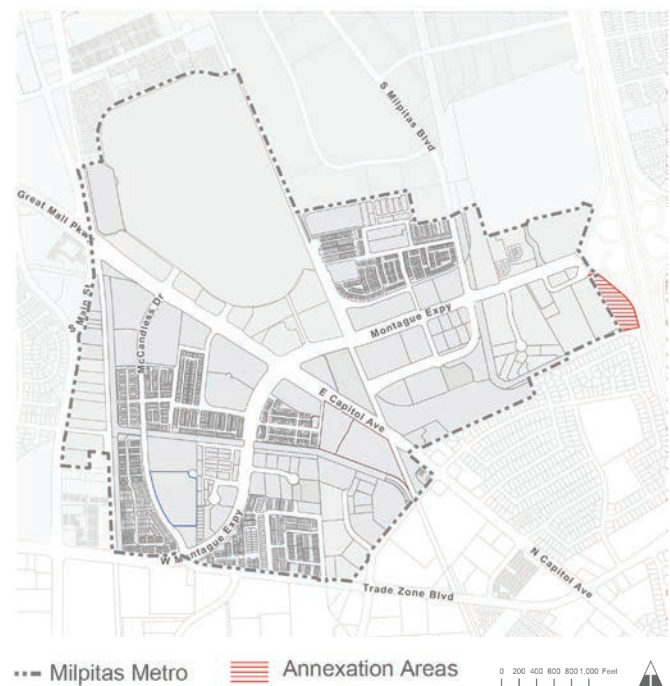 S Milpitas Blvd
Great Mall Pkwy
S Main St
McCandless Dr
Montague Expy
E Capitol Ave
W Montague Expy
N Capitol Ave
Trade Zone Blvd
Milpitas Metro
Annexation Areas
0 200 400 600 800 1,000 Feet